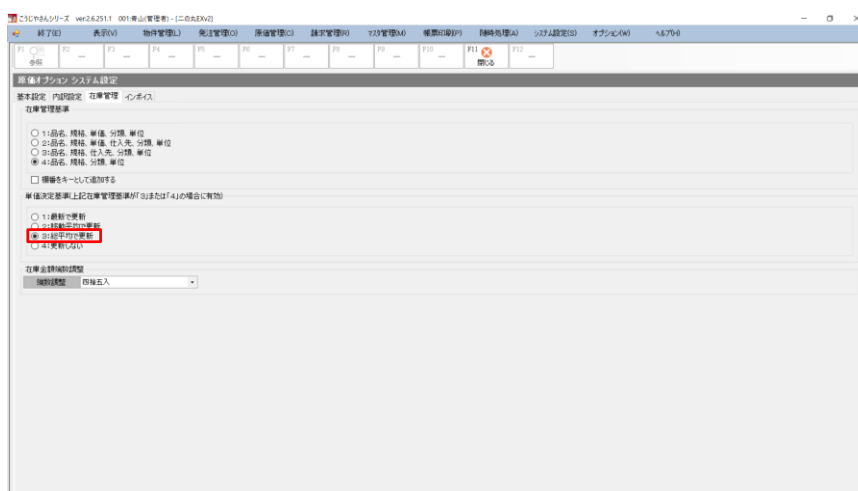 こうじやさんシリーズ ver.2.6.251.1 001:青山(管理者) - [二の丸EXv2]
終了(E) 表示(V) 物件管理(L) 発注管理(O) 原価管理(C) 請求管理(R) マスタ管理(M) 帳票印刷(P) 随時処理(A) システム設定(S) オプション(W) ヘルプ(H)
F1 F2 F3 F4 F5 F6 F7 F8 F9 F10 F11 F12
参照 閉じる
原価オプション システム設定
基本設定 内訳設定 在庫管理 インボイス
在庫管理基準
1:品名、規格、単価、分類、単位
2:品名、規格、単価、仕入先、分類、単位
3:品名、規格、仕入先、分類、単位
4:品名、規格、分類、単位
棚番をキーとして追加する
単価決定基準(上記在庫管理基準が「3」または「4」の場合に有効)
1:最新で更新
2:移動平均で更新
3:総平均で更新
4:更新しない
在庫金額端数調整
端数調整 四捨五入